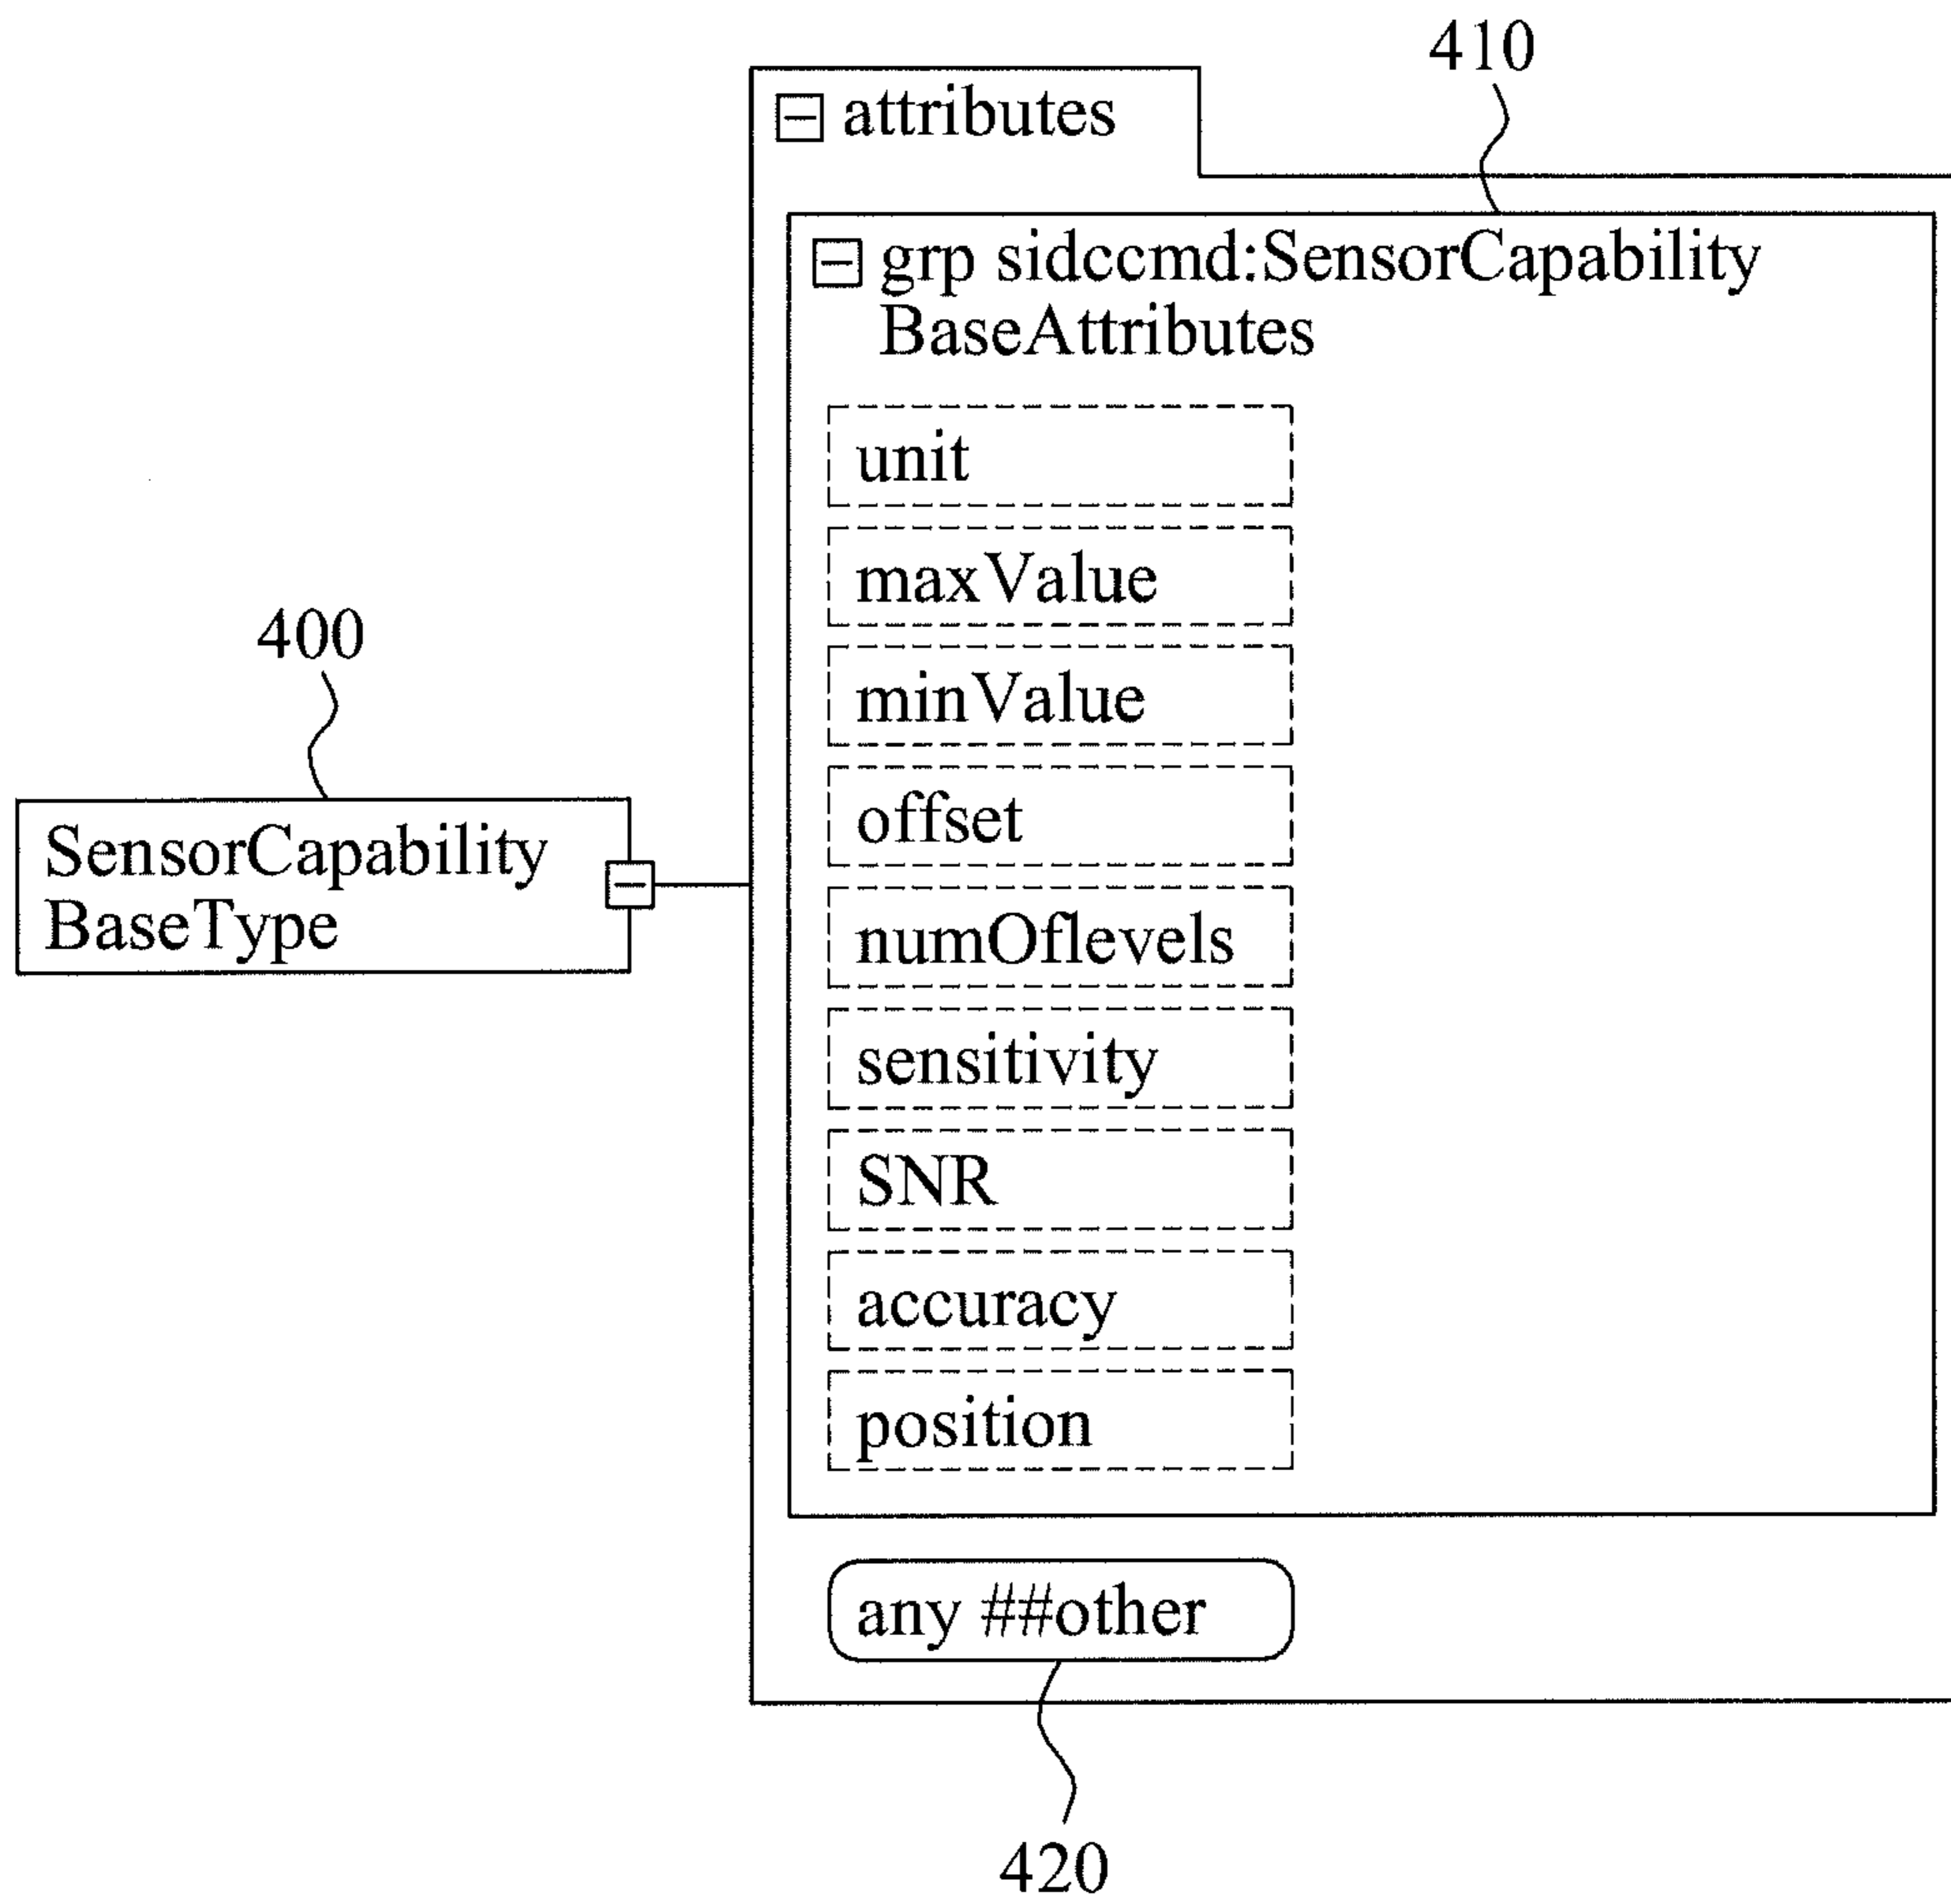 410
attributes
grp sidccmd:SensorCapability
BaseAttributes
unit
maxValue
minValue
400
offset
SensorCapability
BaseType
numOflevels
sensitivity
SNR
accuracy
position
any ##other
420